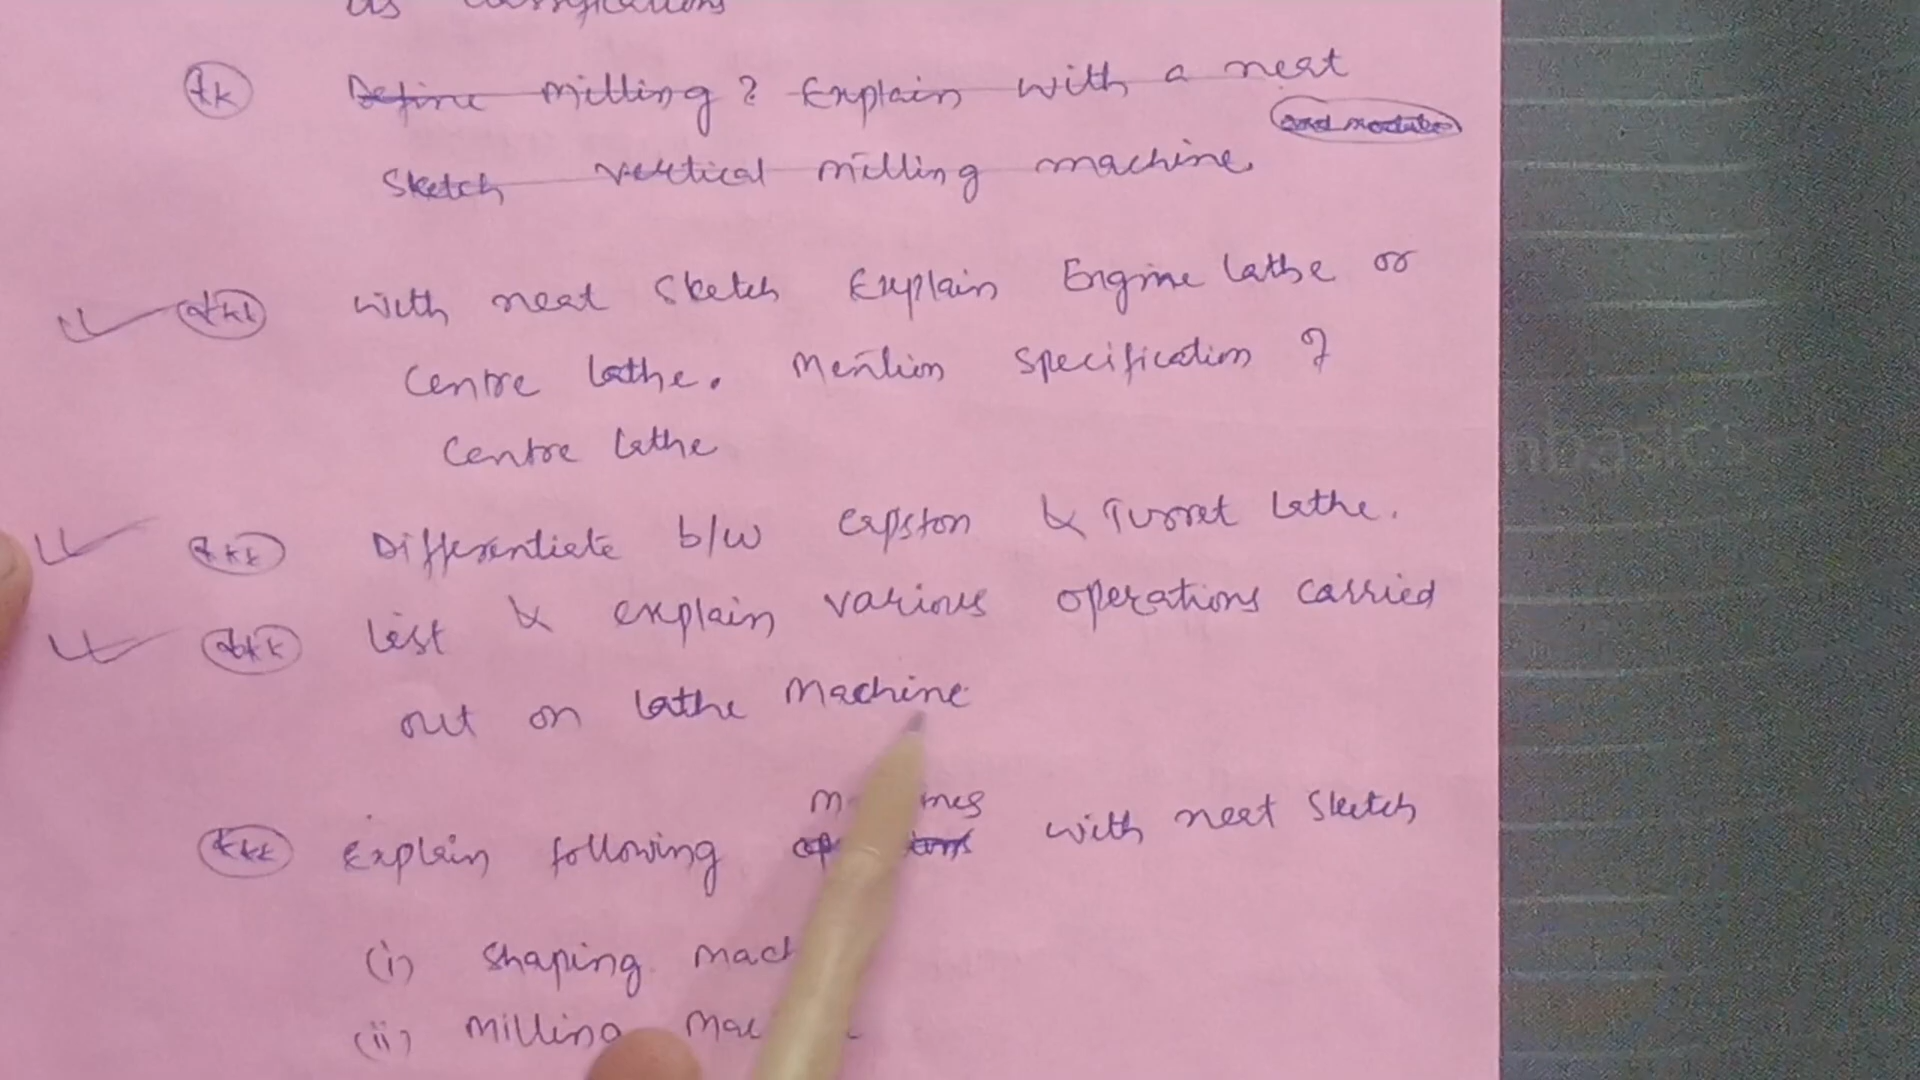 as classifications
** Define milling? Explain with a neat
Sketch vertical milling machine.
*** with neat Sketch Explain Engine lathe or
Centre lathe. Mention specification of
Centre lathe
*** Differentiate b/w capston & Turret lathe.
*** List & explain various operations carried
out on lathe Machine
*** Explain following with neat Sketch
(i) Shaping
(ii) Milling